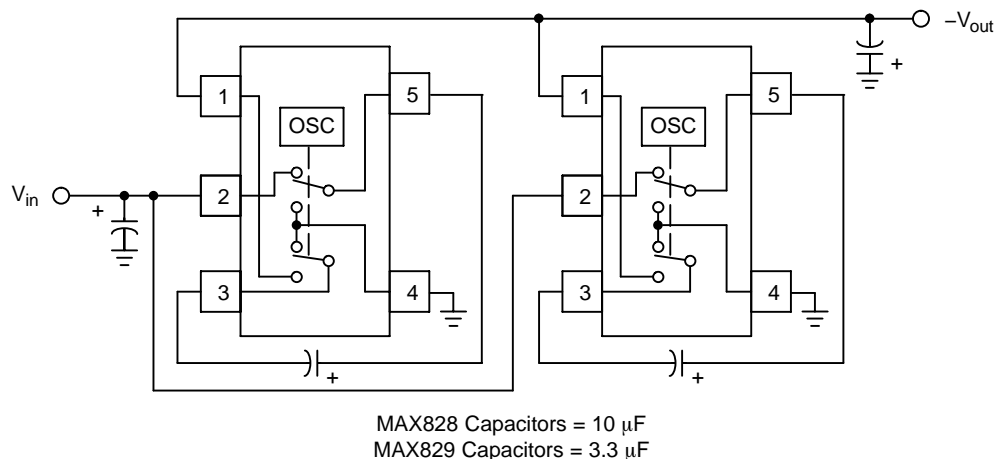 –Vout
+
1
5
OSC
1
5
OSC
Vin
+
2
2
3
4
3
4
+
+
MAX828 Capacitors = 10 μF
MAX829 Capacitors = 3.3 μF